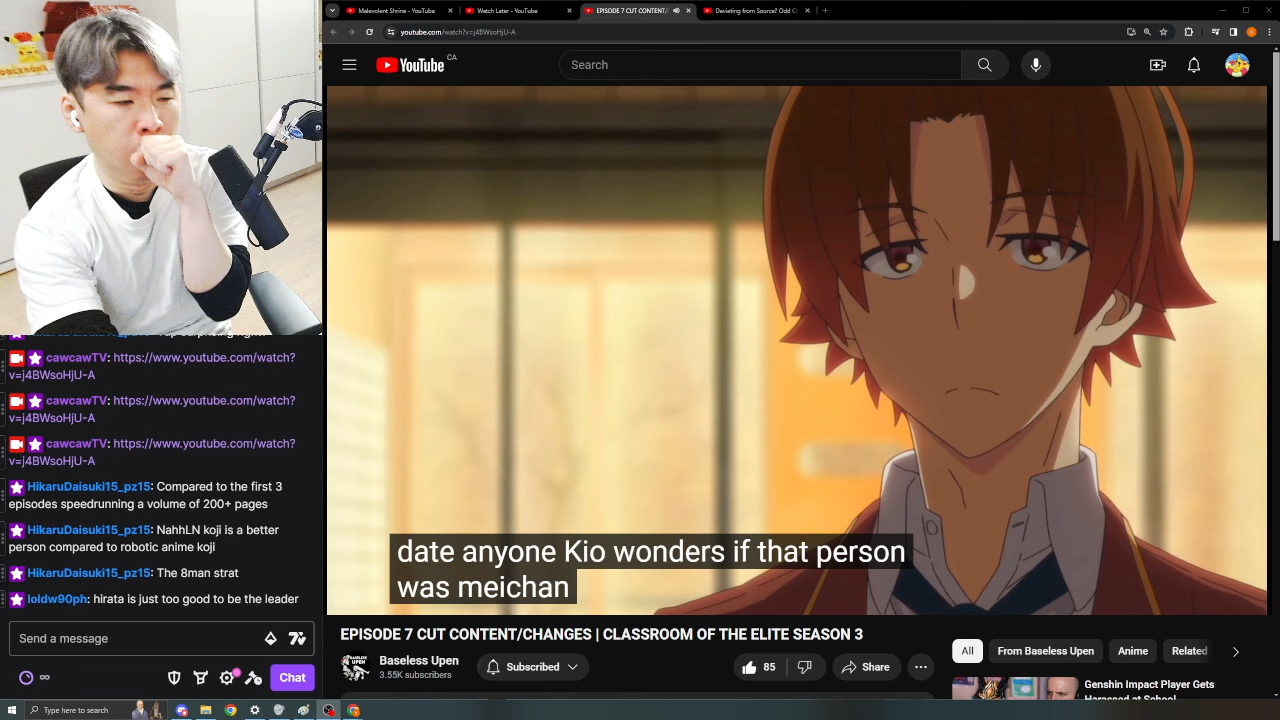 Malevolent Shrine - YouTube
Watch Later - YouTube
EPISODE 7 CUT CONTENT/
Deviating from Source? Odd C
youtube.com/watch?v=j4BWsoHjU-A
YouTube CA
Search
date anyone Kio wonders if that person
was meichan
EPISODE 7 CUT CONTENT/CHANGES | CLASSROOM OF THE ELITE SEASON 3
BASELESS UPEN
Baseless Upen
3.55K subscribers
Subscribed
85
Share
All
From Baseless Upen
Anime
Related
Genshin Impact Player Gets
Harassed at School
cawcawTV: https://www.youtube.com/watch?
v=j4BWsoHjU-A
cawcawTV: https://www.youtube.com/watch?
v=j4BWsoHjU-A
cawcawTV: https://www.youtube.com/watch?
v=j4BWsoHjU-A
HikaruDaisuki15_pz15: Compared to the first 3
episodes speedrunning a volume of 200+ pages
HikaruDaisuki15_pz15: NahhLN koji is a better
person compared to robotic anime koji
HikaruDaisuki15_pz15: The 8man strat
loldw90ph: hirata is just too good to be the leader
Send a message
Chat
Type here to search